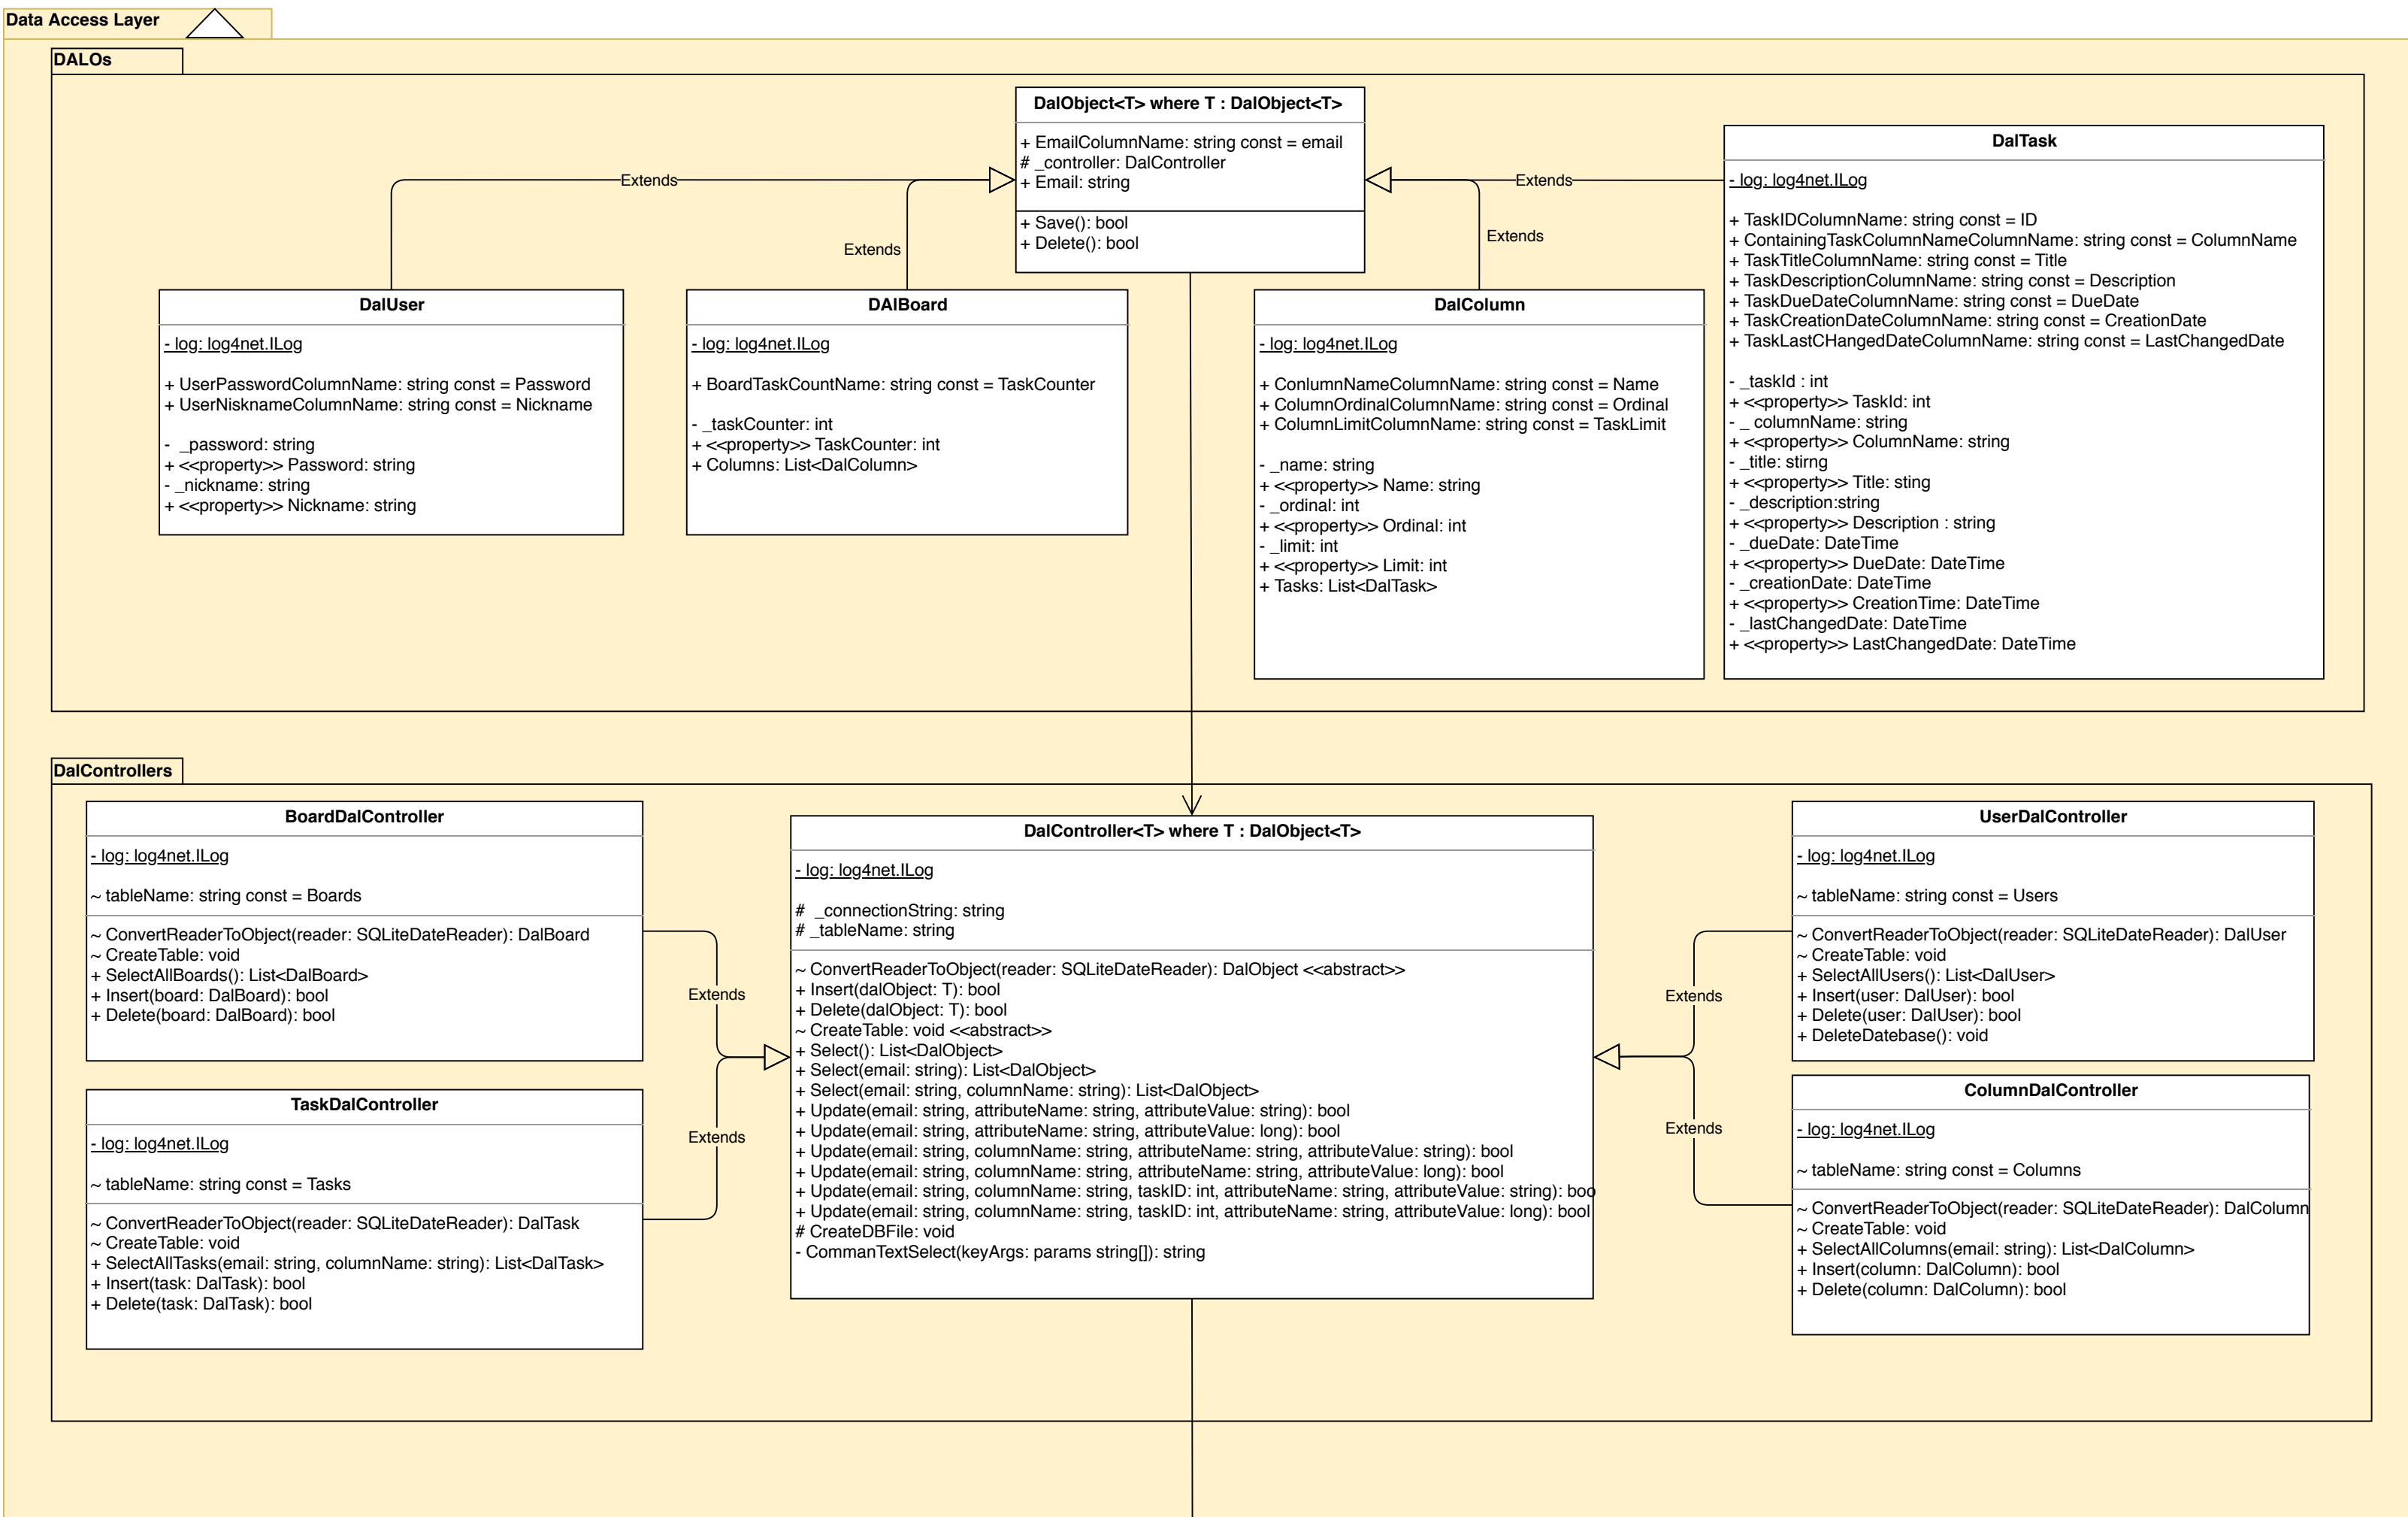 Data Access Layer
DALOs
DalObject<T> where T : DalObject<T>
+ EmailColumnName: string const = email
# _controller: DalController
+ Email: string
+ Save(): bool
+ Delete(): bool
Extends
Extends
Extends
Extends
DalUser
- log: log4net.ILog
+ UserPasswordColumnName: string const = Password
+ UserNisknameColumnName: string const = Nickname
-  _password: string
+ <<property>> Password: string
- _nickname: string
+ <<property>> Nickname: string
DAlBoard
- log: log4net.ILog
+ BoardTaskCountName: string const = TaskCounter
- _taskCounter: int
+ <<property>> TaskCounter: int
+ Columns: List<DalColumn>
DalColumn
- log: log4net.ILog
+ ConlumnNameColumnName: string const = Name
+ ColumnOrdinalColumnName: string const = Ordinal
+ ColumnLimitColumnName: string const = TaskLimit
- _name: string
+ <<property>> Name: string
- _ordinal: int
+ <<property>> Ordinal: int
- _limit: int
+ <<property>> Limit: int
+ Tasks: List<DalTask>
DalTask
- log: log4net.ILog
+ TaskIDColumnName: string const = ID
+ ContainingTaskColumnNameColumnName: string const = ColumnName
+ TaskTitleColumnName: string const = Title
+ TaskDescriptionColumnName: string const = Description
+ TaskDueDateColumnName: string const = DueDate
+ TaskCreationDateColumnName: string const = CreationDate
+ TaskLastCHangedDateColumnName: string const = LastChangedDate
- _taskId : int
+ <<property>> TaskId: int
- _ columnName: string
+ <<property>> ColumnName: string
- _title: stirng
+ <<property>> Title: sting
- _description:string
+ <<property>> Description : string
- _dueDate: DateTime
+ <<property>> DueDate: DateTime
- _creationDate: DateTime
+ <<property>> CreationTime: DateTime
- _lastChangedDate: DateTime
+ <<property>> LastChangedDate: DateTime
DalControllers
BoardDalController
- log: log4net.ILog
~ tableName: string const = Boards
~ ConvertReaderToObject(reader: SQLiteDateReader): DalBoard
~ CreateTable: void
+ SelectAllBoards(): List<DalBoard>
+ Insert(board: DalBoard): bool
+ Delete(board: DalBoard): bool
TaskDalController
- log: log4net.ILog
~ tableName: string const = Tasks
~ ConvertReaderToObject(reader: SQLiteDateReader): DalTask
~ CreateTable: void
+ SelectAllTasks(email: string, columnName: string): List<DalTask>
+ Insert(task: DalTask): bool
+ Delete(task: DalTask): bool
Extends
Extends
DalController<T> where T : DalObject<T>
- log: log4net.ILog
#  _connectionString: string
# _tableName: string
~ ConvertReaderToObject(reader: SQLiteDateReader): DalObject <<abstract>>
+ Insert(dalObject: T): bool
+ Delete(dalObject: T): bool
~ CreateTable: void <<abstract>>
+ Select(): List<DalObject>
+ Select(email: string): List<DalObject>
+ Select(email: string, columnName: string): List<DalObject>
+ Update(email: string, attributeName: string, attributeValue: string): bool
+ Update(email: string, attributeName: string, attributeValue: long): bool
+ Update(email: string, columnName: string, attributeName: string, attributeValue: string): bool
+ Update(email: string, columnName: string, attributeName: string, attributeValue: long): bool
+ Update(email: string, columnName: string, taskID: int, attributeName: string, attributeValue: string): boo
+ Update(email: string, columnName: string, taskID: int, attributeName: string, attributeValue: long): bool
# CreateDBFile: void
- CommanTextSelect(keyArgs: params string[]): string
Extends
Extends
UserDalController
- log: log4net.ILog
~ tableName: string const = Users
~ ConvertReaderToObject(reader: SQLiteDateReader): DalUser
~ CreateTable: void
+ SelectAllUsers(): List<DalUser>
+ Insert(user: DalUser): bool
+ Delete(user: DalUser): bool
+ DeleteDatebase(): void
ColumnDalController
- log: log4net.ILog
~ tableName: string const = Columns
~ ConvertReaderToObject(reader: SQLiteDateReader): DalColumn
~ CreateTable: void
+ SelectAllColumns(email: string): List<DalColumn>
+ Insert(column: DalColumn): bool
+ Delete(column: DalColumn): bool